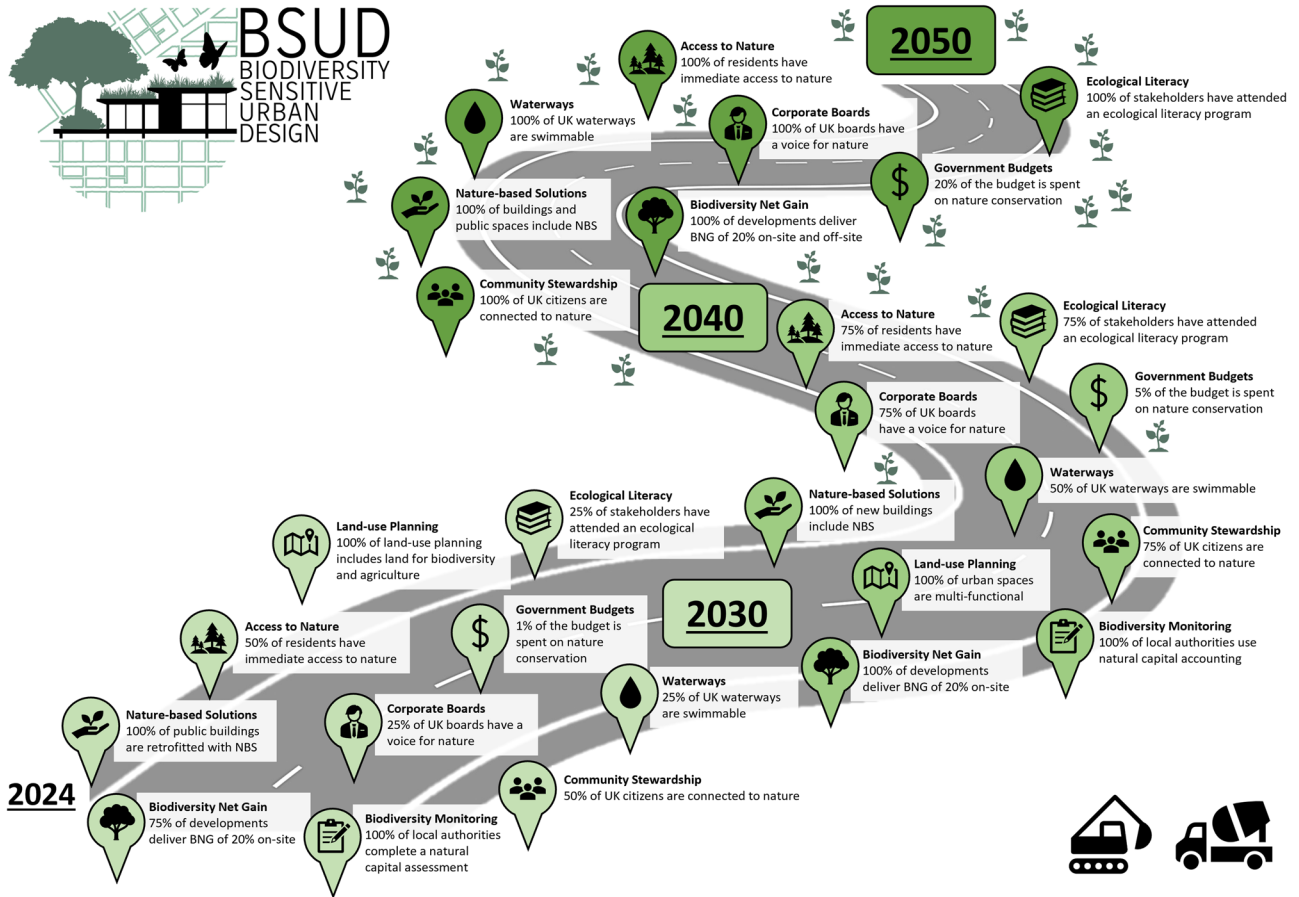 BSUD
BIODIVERSITY
SENSITIVE
URBAN
DESIGN
2050
Access to Nature
100% of residents have
immediate access to nature
Ecological Literacy
100% of stakeholders have attended
an ecological literacy program
Waterways
100% of UK waterways
are swimmable
Corporate Boards
100% of UK boards have
a voice for nature
Government Budgets
20% of the budget is spent
on nature conservation
$
Nature-based Solutions
100% of buildings and
public spaces include NBS
Biodiversity Net Gain
100% of developments deliver
BNG of 20% on-site and off-site
Community Stewardship
100% of UK citizens are
connected to nature
2040
Access to Nature
75% of residents have
immediate access to nature
Ecological Literacy
75% of stakeholders have attended
an ecological literacy program
$
Government Budgets
5% of the budget is spent
on nature conservation
Corporate Boards
75% of UK boards
have a voice for nature
Waterways
50% of UK waterways are swimmable
Nature-based Solutions
100% of new buildings
include NBS
Community Stewardship
75% of UK citizens are
connected to nature
Land-use Planning
100% of urban spaces
are multi-functional
Biodiversity Monitoring
100% of local authorities use
natural capital accounting
Biodiversity Net Gain
100% of developments
deliver BNG of 20% on-site
2030
Ecological Literacy
25% of stakeholders have
attended an ecological
literacy program
Land-use Planning
100% of land-use planning
includes land for biodiversity
and agriculture
$
Government Budgets
1% of the budget is
spent on nature
conservation
Access to Nature
50% of residents have
immediate access to nature
Waterways
25% of UK waterways
are swimmable
Corporate Boards
25% of UK boards have a
voice for nature
Nature-based Solutions
100% of public buildings
are retrofitted with NBS
Community Stewardship
50% of UK citizens are connected to nature
2024
Biodiversity Net Gain
75% of developments
deliver BNG of 20% on-site
Biodiversity Monitoring
100% of local authorities
complete a natural
capital assessment